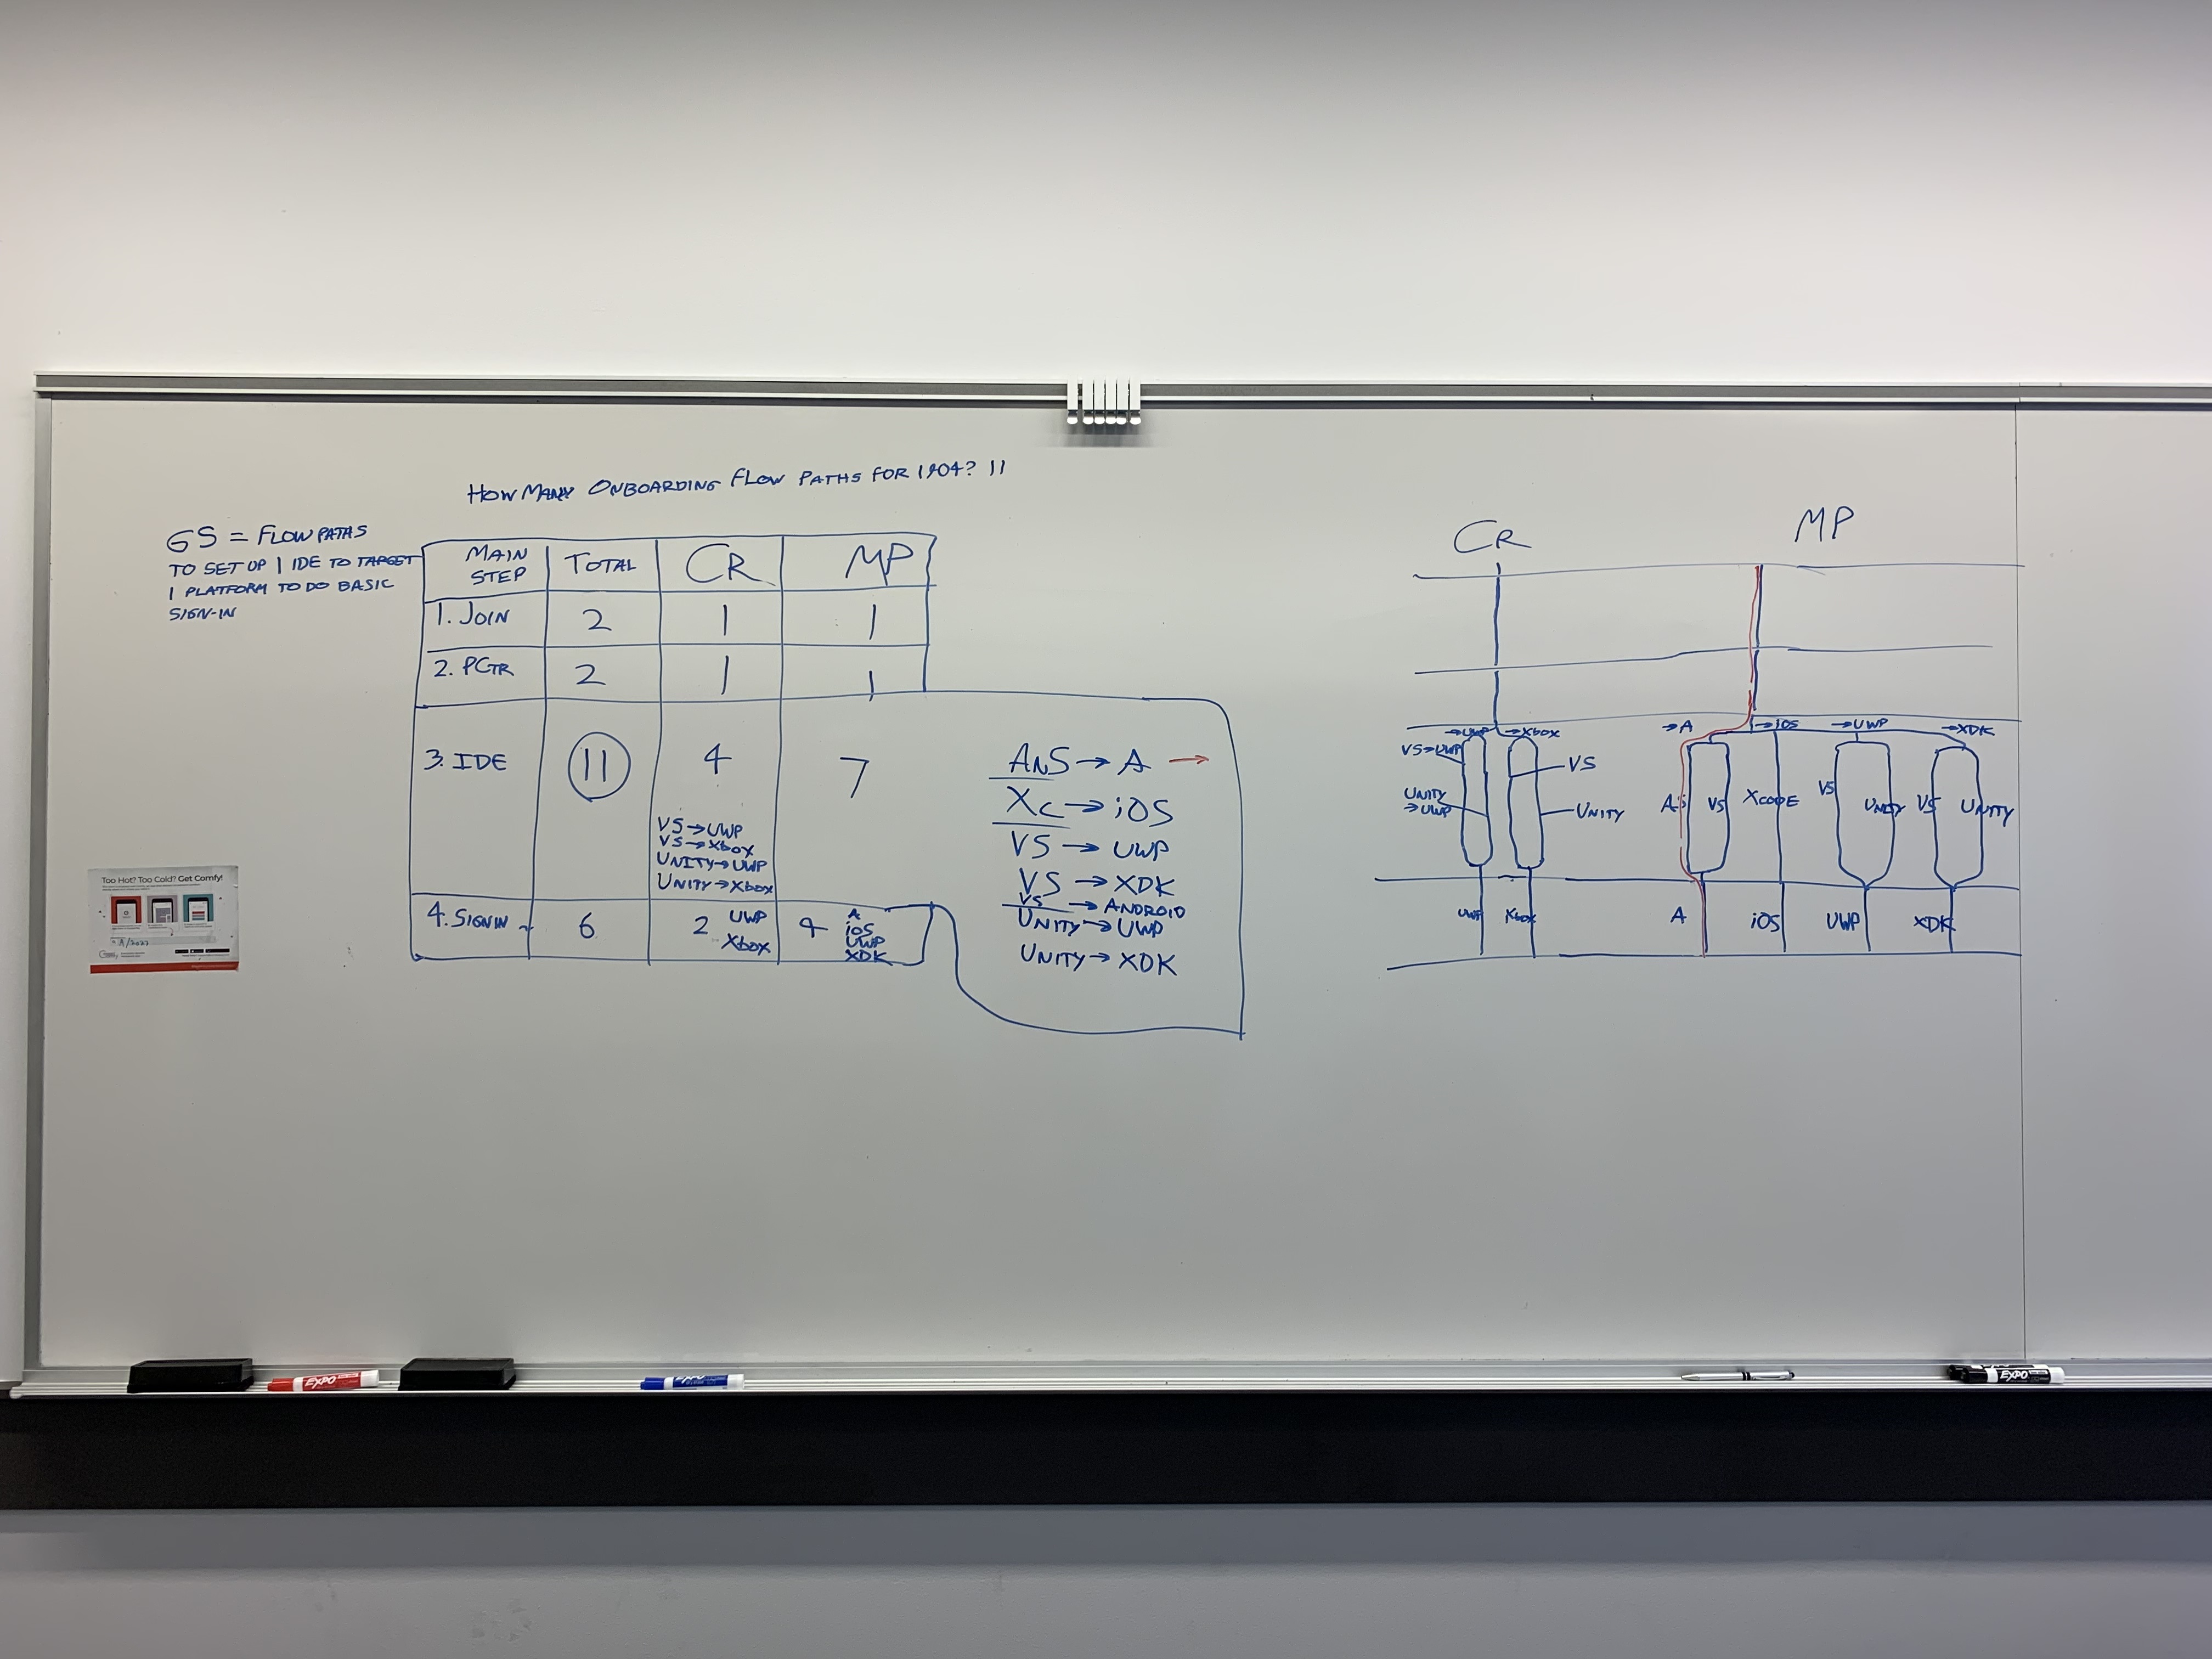 HOW MANY ONBOARDING FLOW PATHS FOR 1904? 11
GS = FLOW PATHS
TO SET UP 1 IDE TO TARGET
1 PLATFORM TO DO BASIC
SIGN-IN
MAIN STEP TOTAL CR MP
1. JOIN 2 1 1
2. PCTR 2 1 1
3. IDE 11 4 7
VS → UWP
VS → Xbox
UNITY → UWP
UNITY → Xbox
ANS → A →
XC → iOS
VS → UWP
VS → XDK
VS → ANDROID
UNITY → UWP
UNITY → XDK
4. SIGNIN 6 2 4
UWP
Xbox
A
iOS
UWP
XDK
CR
MP
→ UWP → Xbox → A → iOS → UWP → XDK
VS → UWP
VS
UNITY
→ UWP
UNITY
AS VS XCODE VS UNITY VS UNITY
UWP Xbox A iOS UWP XDK
Too Hot? Too Cold? Get Comfy!
EXPO
EXPO
EXPO